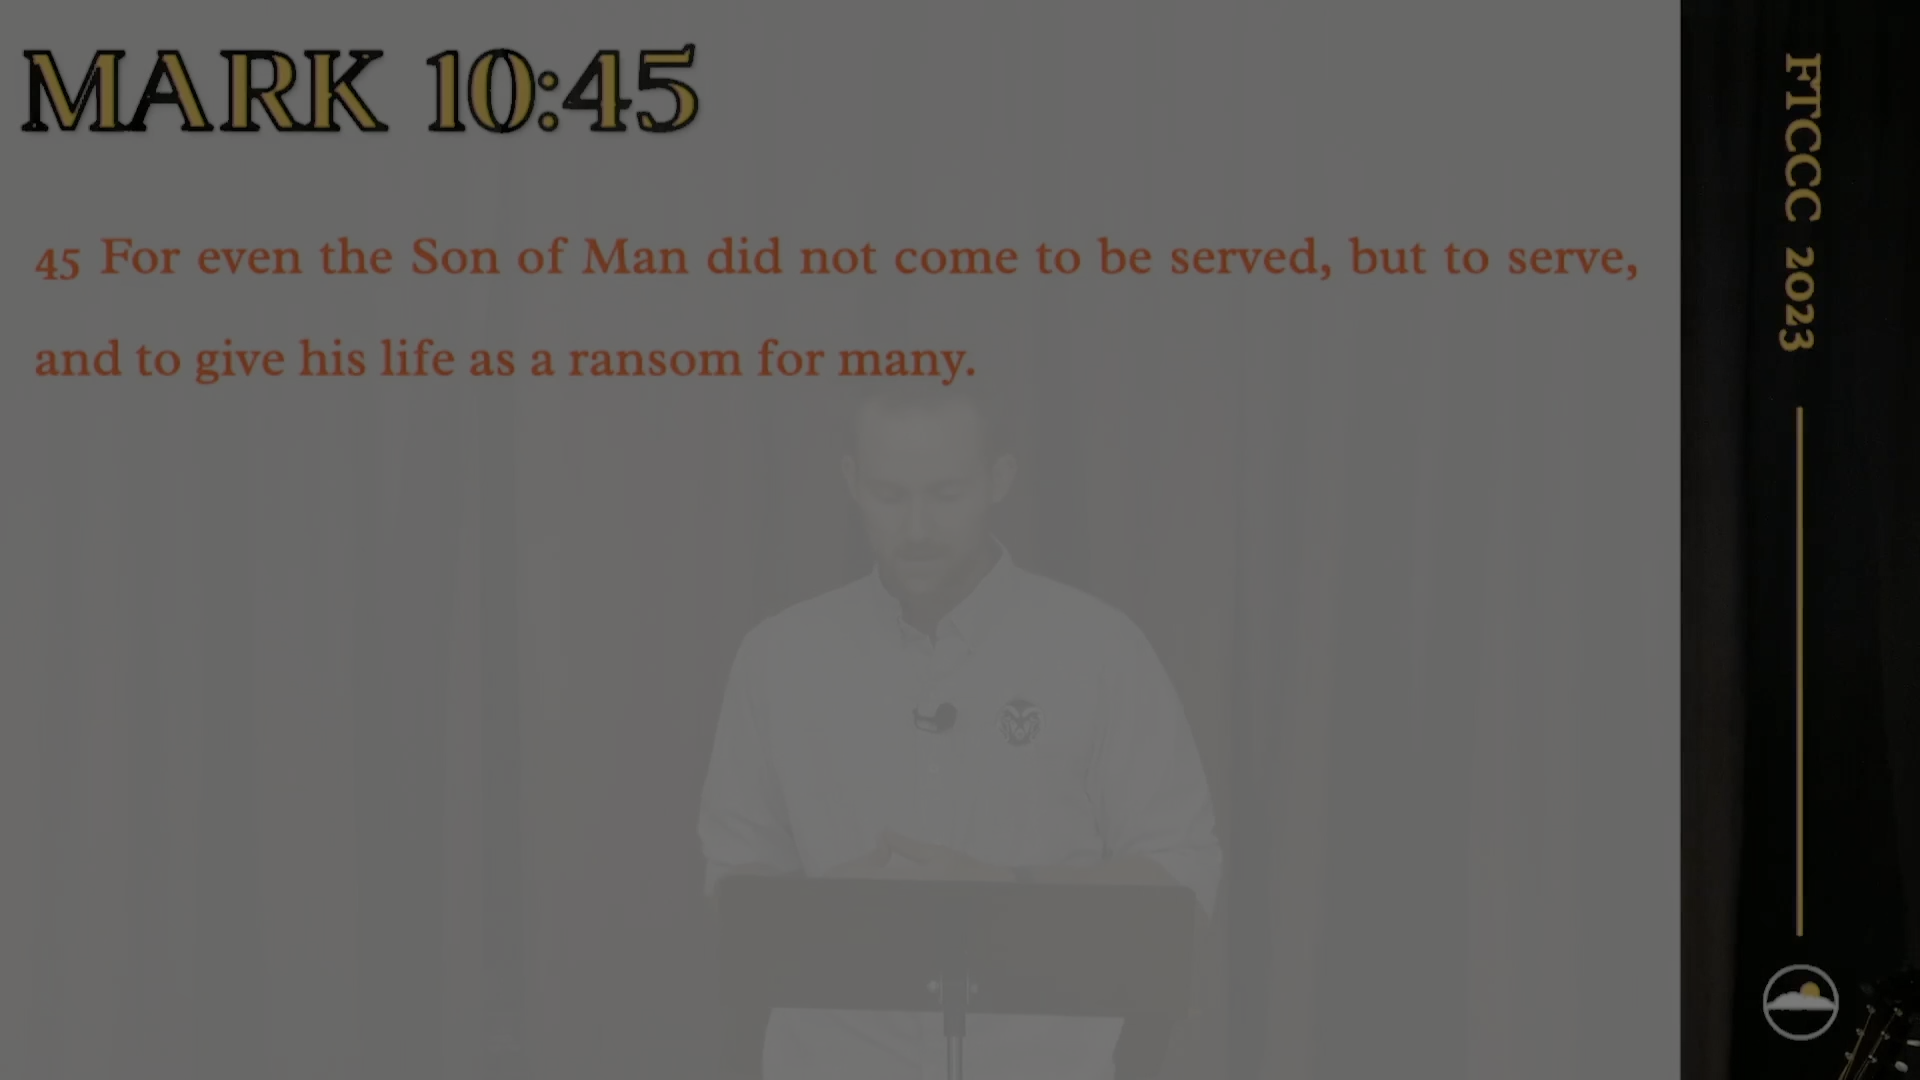 MARK 10:45
45 For even the Son of Man did not come to be served, but to serve,
and to give his life as a ransom for many.
FTCCC 2023